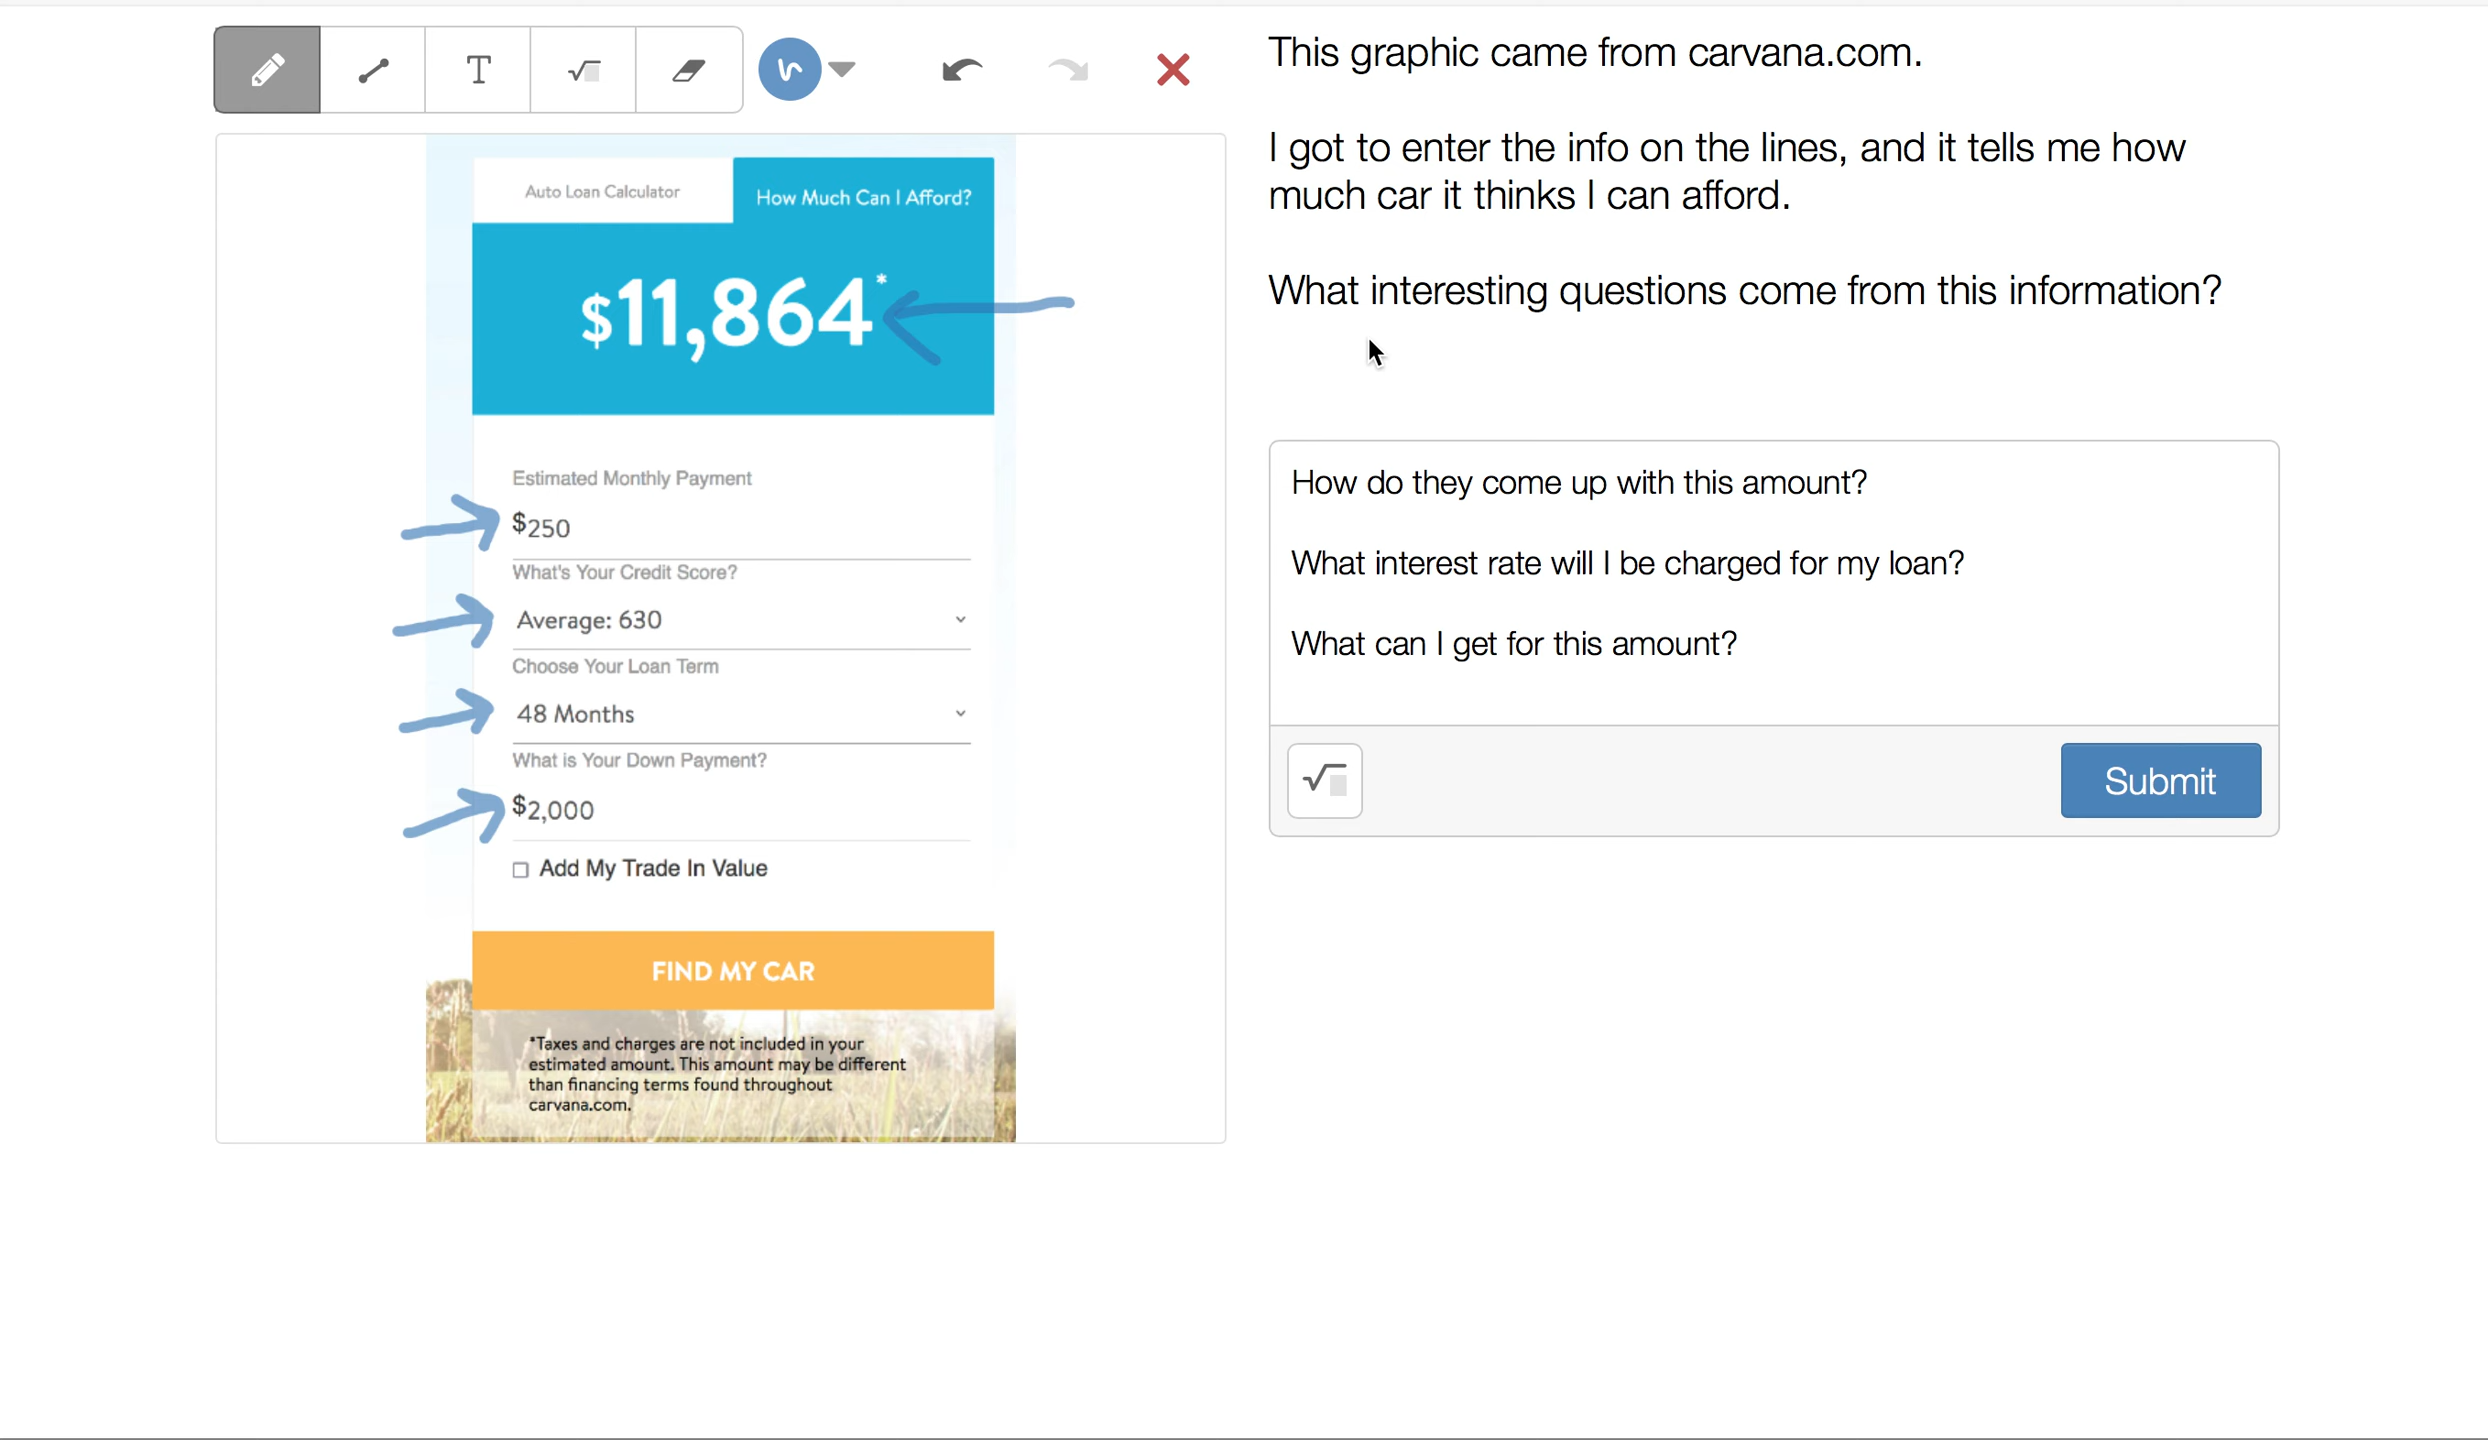 T
This graphic came from carvana.com.
I got to enter the info on the lines, and it tells me how
much car it thinks I can afford.
What interesting questions come from this information?
Auto Loan Calculator
How Much Can I Afford?
$11,864*
Estimated Monthly Payment
$250
What's Your Credit Score?
Average: 630
Choose Your Loan Term
48 Months
What is Your Down Payment?
$2,000
Add My Trade In Value
FIND MY CAR
*Taxes and charges are not included in your
estimated amount. This amount may be different
than financing terms found throughout
carvana.com.
How do they come up with this amount?
What interest rate will I be charged for my loan?
What can I get for this amount?
Submit